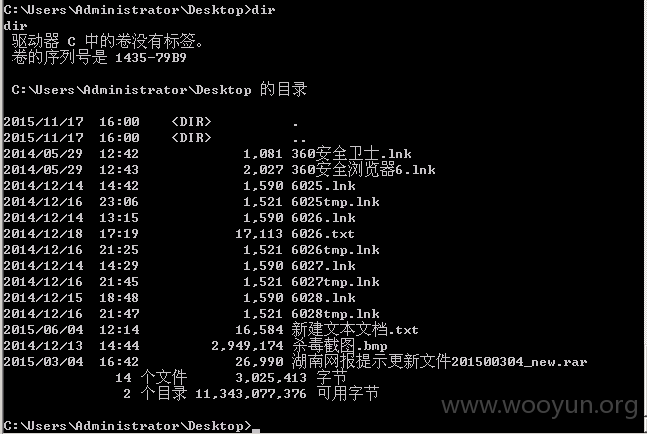 C:\Users\Administrator\Desktop>dir
dir
驱动器 C 中的卷没有标签。
卷的序列号是 1435-79B9
C:\Users\Administrator\Desktop 的目录
2015/11/17 16:00 <DIR> .
2015/11/17 16:00 <DIR> ..
2014/05/29 12:42 1,081 360安全卫士.lnk
2014/05/29 12:43 2,027 360安全浏览器6.lnk
2014/12/14 14:42 1,590 6025.lnk
2014/12/16 23:06 1,521 6025tmp.lnk
2014/12/14 13:15 1,590 6026.lnk
2014/12/18 17:19 17,113 6026.txt
2014/12/16 21:25 1,521 6026tmp.lnk
2014/12/14 14:29 1,590 6027.lnk
2014/12/16 21:45 1,521 6027tmp.lnk
2014/12/15 18:48 1,590 6028.lnk
2014/12/16 21:47 1,521 6028tmp.lnk
2015/06/04 12:14 16,584 新建文本文档.txt
2014/12/13 14:44 2,949,174 杀毒截图.bmp
2015/03/04 16:42 26,990 湖南网报提示更新文件201500304_new.rar
14 个文件 3,025,413 字节
2 个目录 11,343,077,376 可用字节
www.wooyun.org
C:\Users\Administrator\Desktop>_